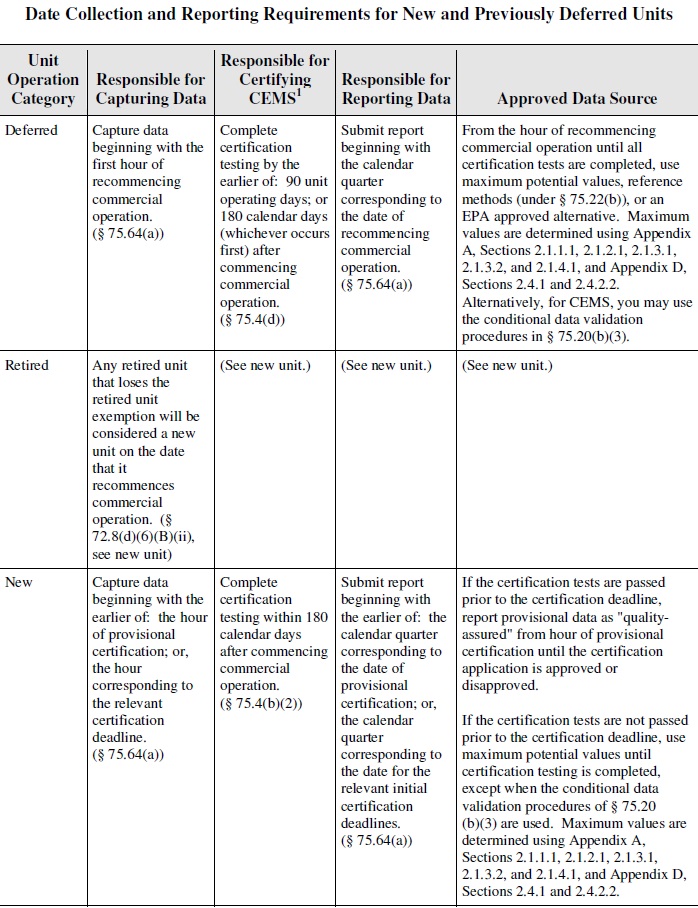 Date Collection and Reporting Requirements for New and Previously Deferred Units
Unit
Operation
Category
Responsible for
Capturing Data
Responsible for
Certifying
CEMS1
Responsible for
Reporting Data
Approved Data Source
Deferred
Capture data
beginning with the
first hour of
recommencing
commercial
operation.
(§ 75.64(a))
Complete
certification
testing by the
earlier of: 90 unit
operating days; or
180 calendar days
(whichever occurs
first) after
commencing
commercial
operation.
(§ 75.4(d))
Submit report
beginning with
the calendar
quarter
corresponding to
the date of
recommencing
commercial
operation.
(§ 75.64(a))
From the hour of recommencing
commercial operation until all
certification tests are completed, use
maximum potential values, reference
methods (under § 75.22(b)), or an
EPA approved alternative. Maximum
values are determined using Appendix
A, Sections 2.1.1.1, 2.1.2.1, 2.1.3.1,
2.1.3.2, and 2.1.4.1, and Appendix D,
Sections 2.4.1 and 2.4.2.2.
Alternatively, for CEMS, you may use
the conditional data validation
procedures in § 75.20(b)(3).
Retired
Any retired unit
that loses the
retired unit
exemption will be
considered a new
unit on the date
that it
recommences
commercial
operation. (§
72.8(d)(6)(B)(ii),
see new unit)
(See new unit.)
(See new unit.)
(See new unit.)
New
Capture data
beginning with the
earlier of: the hour
of provisional
certification; or,
the hour
corresponding to
the relevant
certification
deadline.
(§ 75.64(a))
Complete
certification
testing within 180
calendar days
after commencing
commercial
operation.
(§ 75.4(b)(2))
Submit report
beginning with
the earlier of: the
calendar quarter
corresponding to
the date of
provisional
certification; or,
the calendar
quarter
corresponding to
the date for the
relevant initial
certification
deadlines.
(§ 75.64(a))
If the certification tests are passed
prior to the certification deadline,
report provisional data as "quality-
assured" from hour of provisional
certification until the certification
application is approved or
disapproved.
If the certification tests are not passed
prior to the certification deadline, use
maximum potential values until
certification testing is completed,
except when the conditional data
validation procedures of § 75.20
(b)(3) are used. Maximum values are
determined using Appendix A,
Sections 2.1.1.1, 2.1.2.1, 2.1.3.1,
2.1.3.2, and 2.1.4.1, and Appendix D,
Sections 2.4.1 and 2.4.2.2.